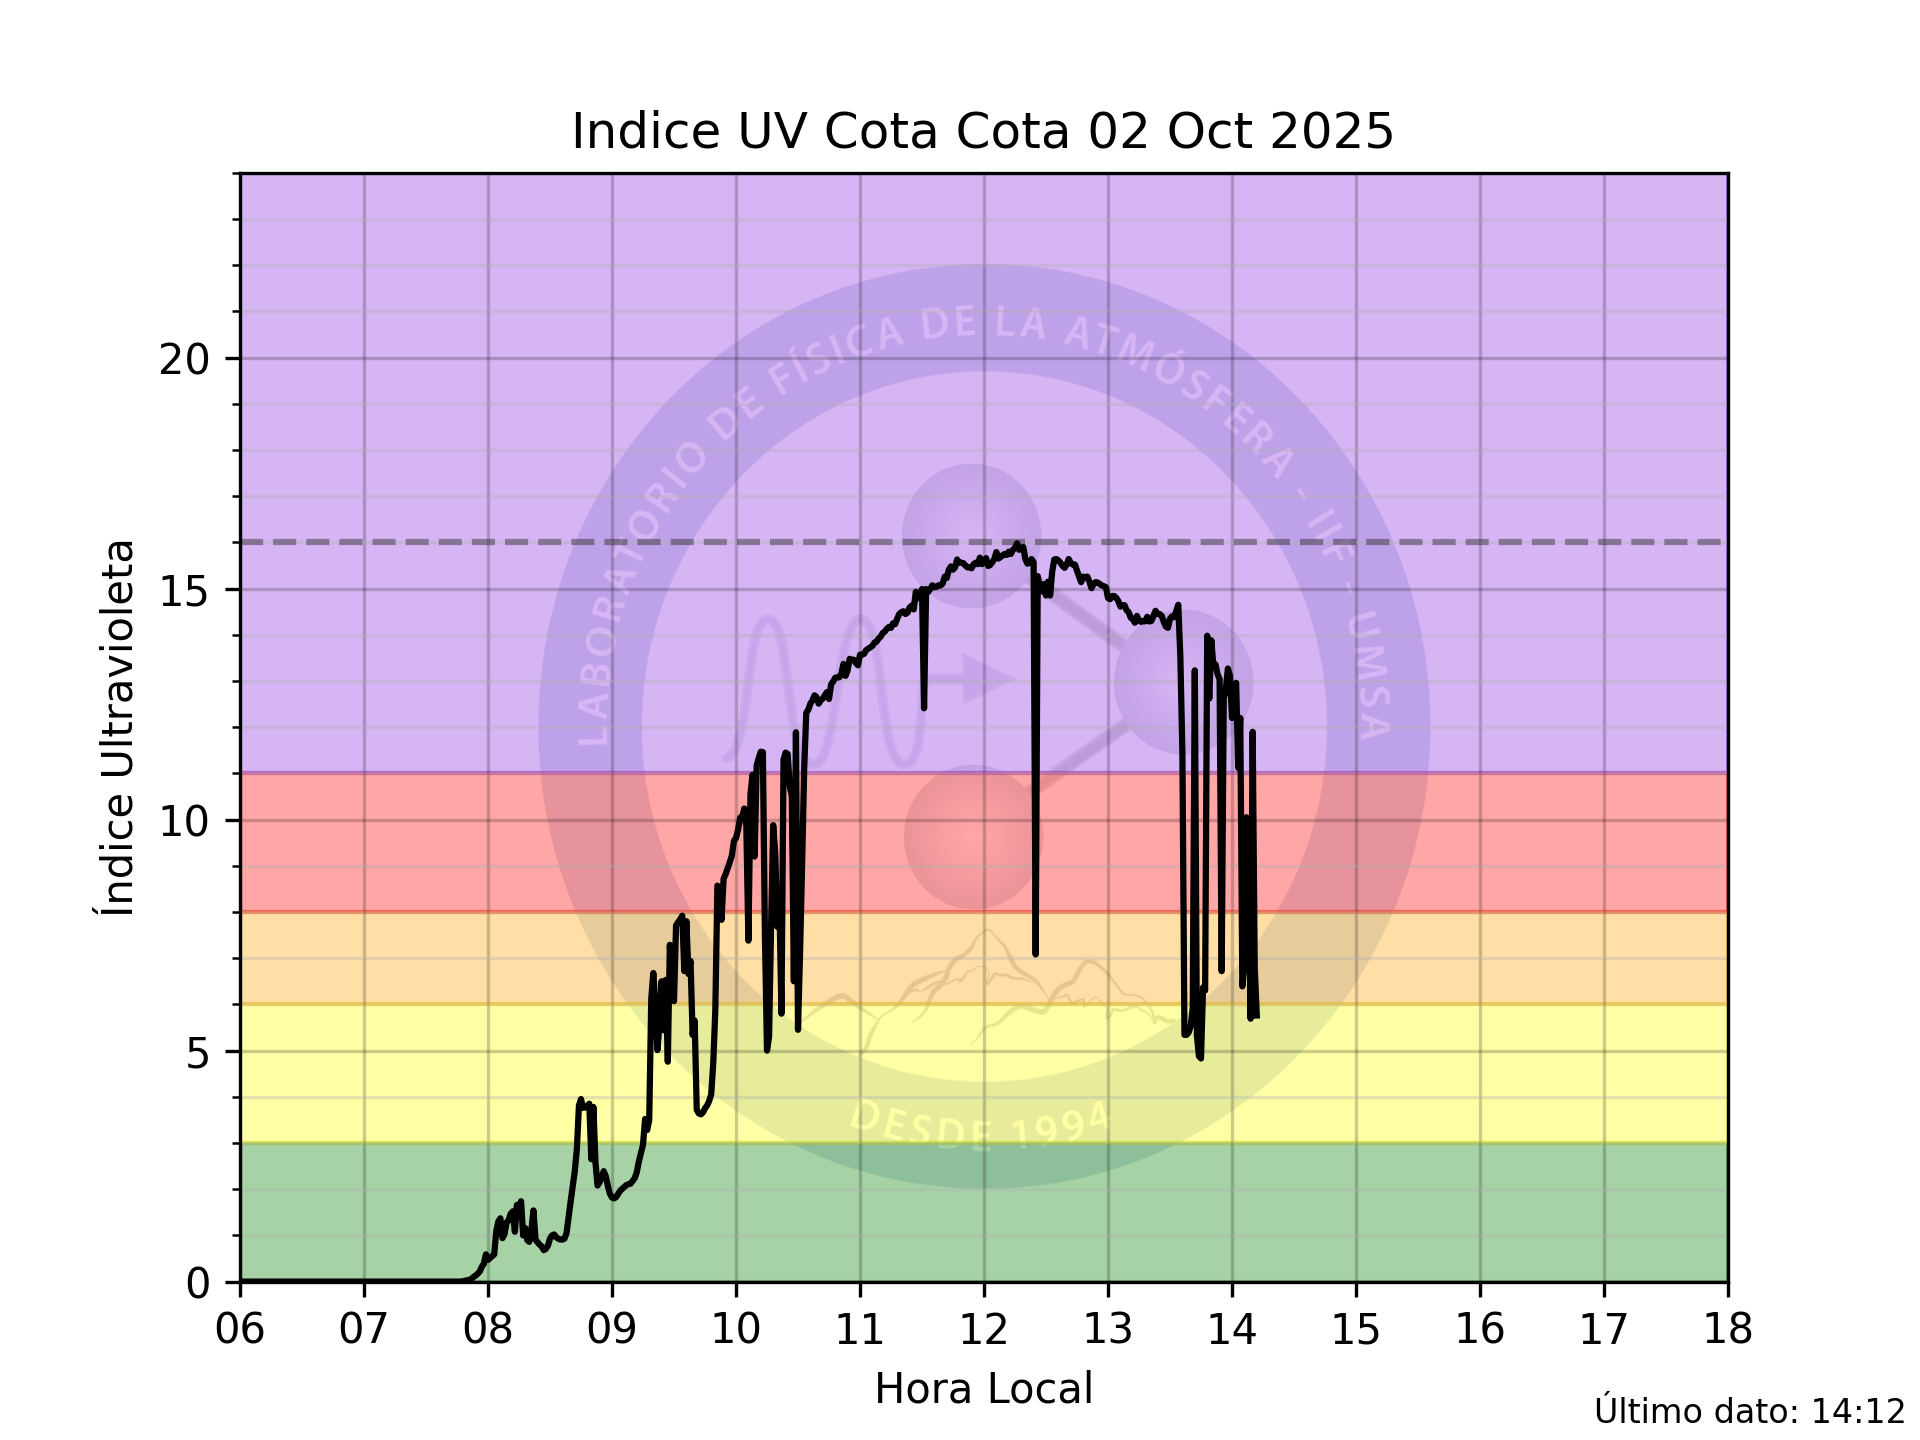 Indice UV Cota Cota 02 Oct 2025
Índice Ultravioleta
20
15
10
5
0
LABORATORIO DE FÍSICA DE LA ATMÓSFERA - IIF - UMSA
DESDE 1994
06 07 08 09 10 11 12 13 14 15 16 17 18
Hora Local
Último dato: 14:12